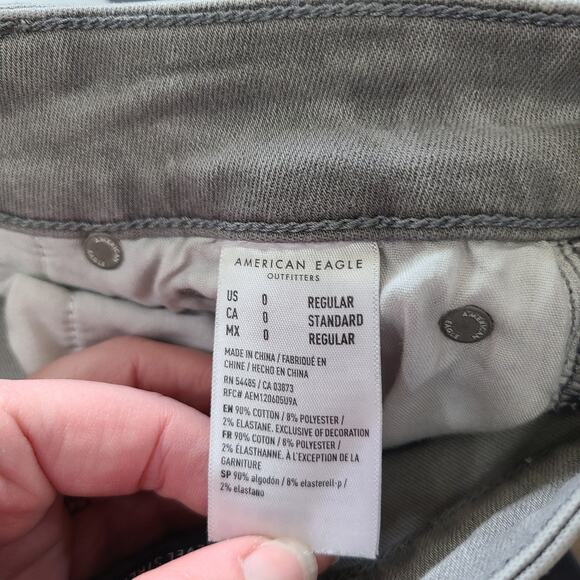 AMERICAN EAGLE
OUTFITTERS
US 0 REGULAR
CA 0 STANDARD
MX 0 REGULAR
MADE IN CHINA / FABRIQUÉ EN
CHINE / HECHO EN CHINA
RN 54485 / CA 03873
RFC# AEM120605U9A
EN 90% COTTON / 8% POLYESTER /
2% ELASTANE. EXCLUSIVE OF DECORATION
FR 90% COTON / 8% POLYESTER /
2% ÉLASTHANNE. À L'EXCEPTION DE LA
GARNITURE
SP 90% algodón / 8% elasterell-p /
2% elastano
AMERICAN
EAGLE
AMERICAN
EAGLE